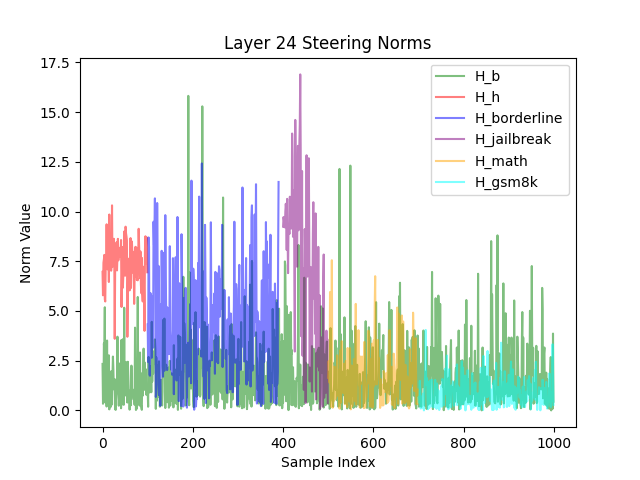 Layer 24 Steering Norms
17.5
15.0
12.5
10.0
7.5
5.0
2.5
0.0
Norm Value
H_b
H_h
H_borderline
H_jailbreak
H_math
H_gsm8k
0
200
400
600
800
1000
Sample Index